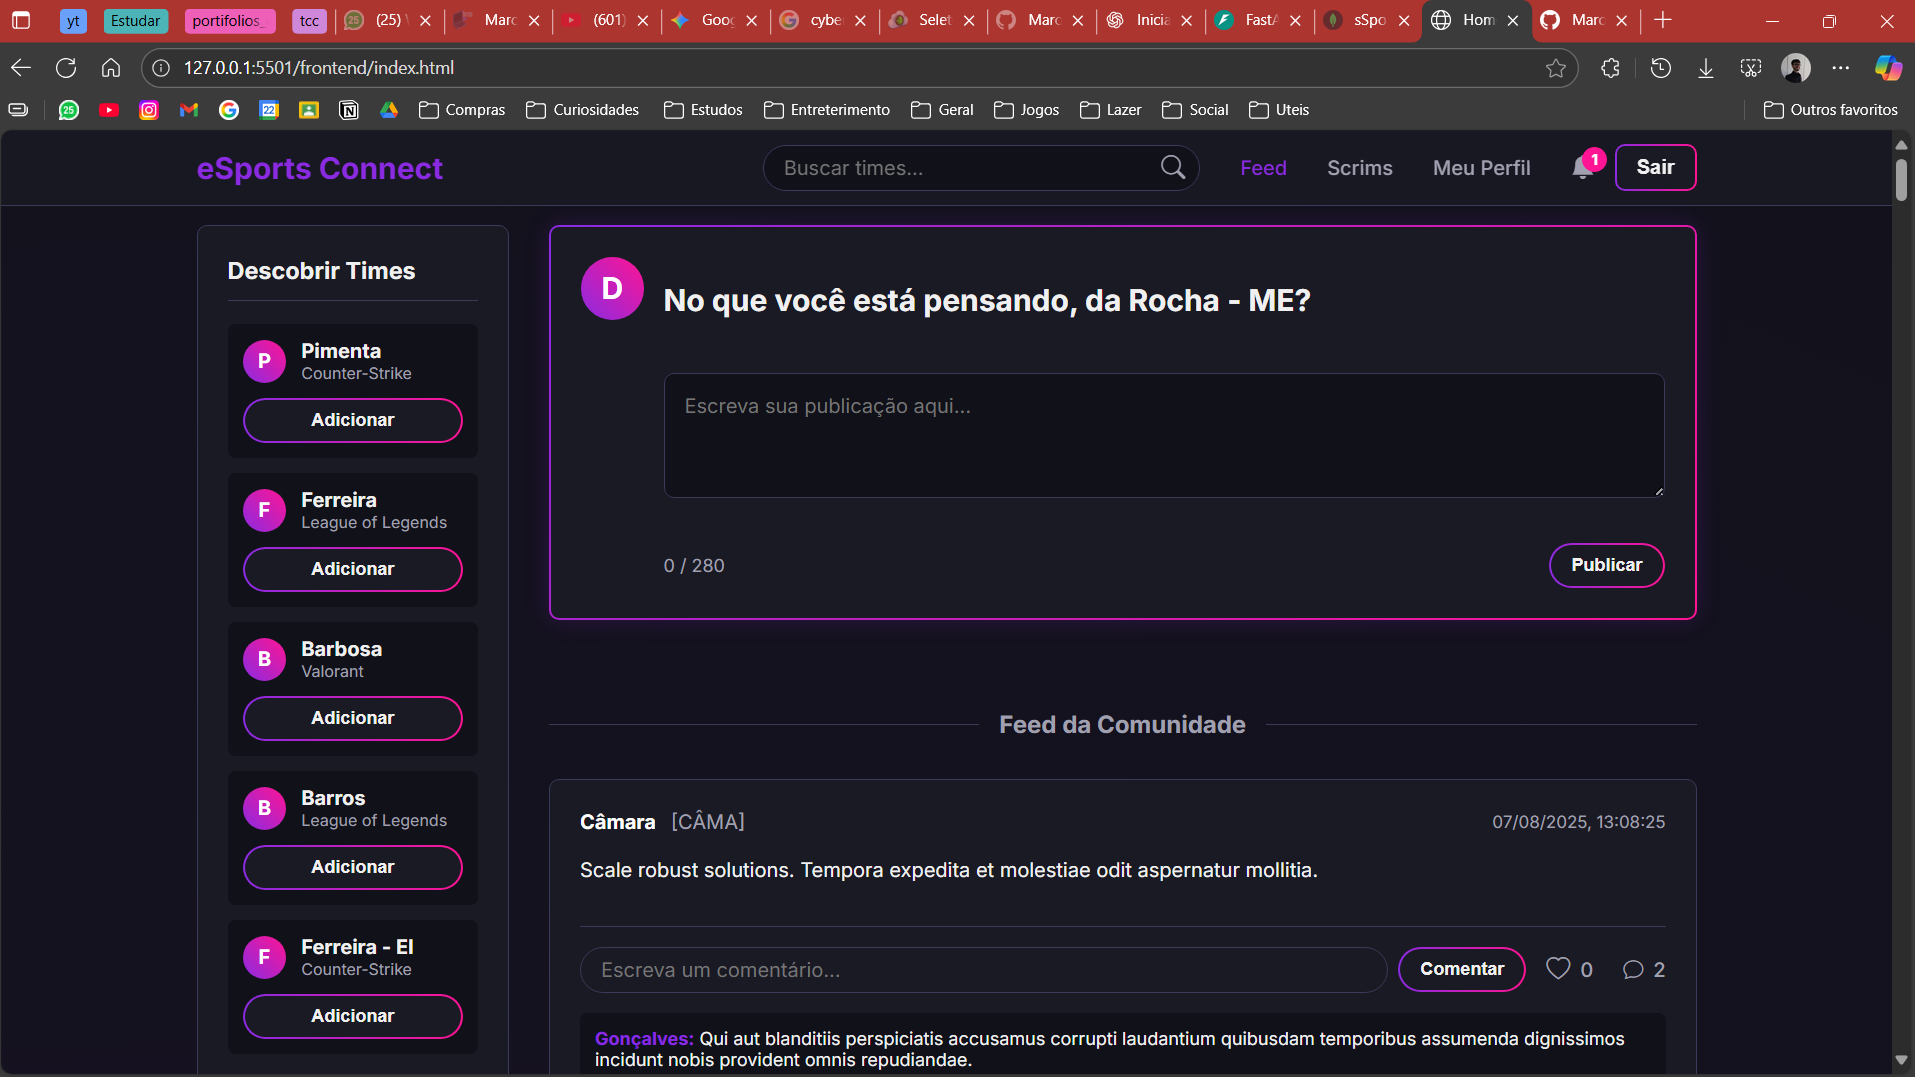 yt
Estudar
portifolios_
tcc
(25)
Marc
(601)
Goo
cybe
Selet
Marc
Inicia
FastA
sSpo
Hom
Marc
127.0.0.1:5501/frontend/index.html
Compras
Curiosidades
Estudos
Entreterimento
Geral
Jogos
Lazer
Social
Uteis
Outros favoritos
eSports Connect
Buscar times...
Feed
Scrims
Meu Perfil
1
Sair
Descobrir Times
P
Pimenta
Counter-Strike
Adicionar
F
Ferreira
League of Legends
Adicionar
B
Barbosa
Valorant
Adicionar
B
Barros
League of Legends
Adicionar
F
Ferreira - EI
Counter-Strike
Adicionar
D
No que você está pensando, da Rocha - ME?
Escreva sua publicação aqui...
0 / 280
Publicar
Feed da Comunidade
Câmara [CÂMA]
07/08/2025, 13:08:25
Scale robust solutions. Tempora expedita et molestiae odit aspernatur mollitia.
Escreva um comentário...
Comentar
0
2
Gonçalves: Qui aut blanditiis perspiciatis accusamus corrupti laudantium quibusdam temporibus assumenda dignissimos
incidunt nobis provident omnis repudiandae.